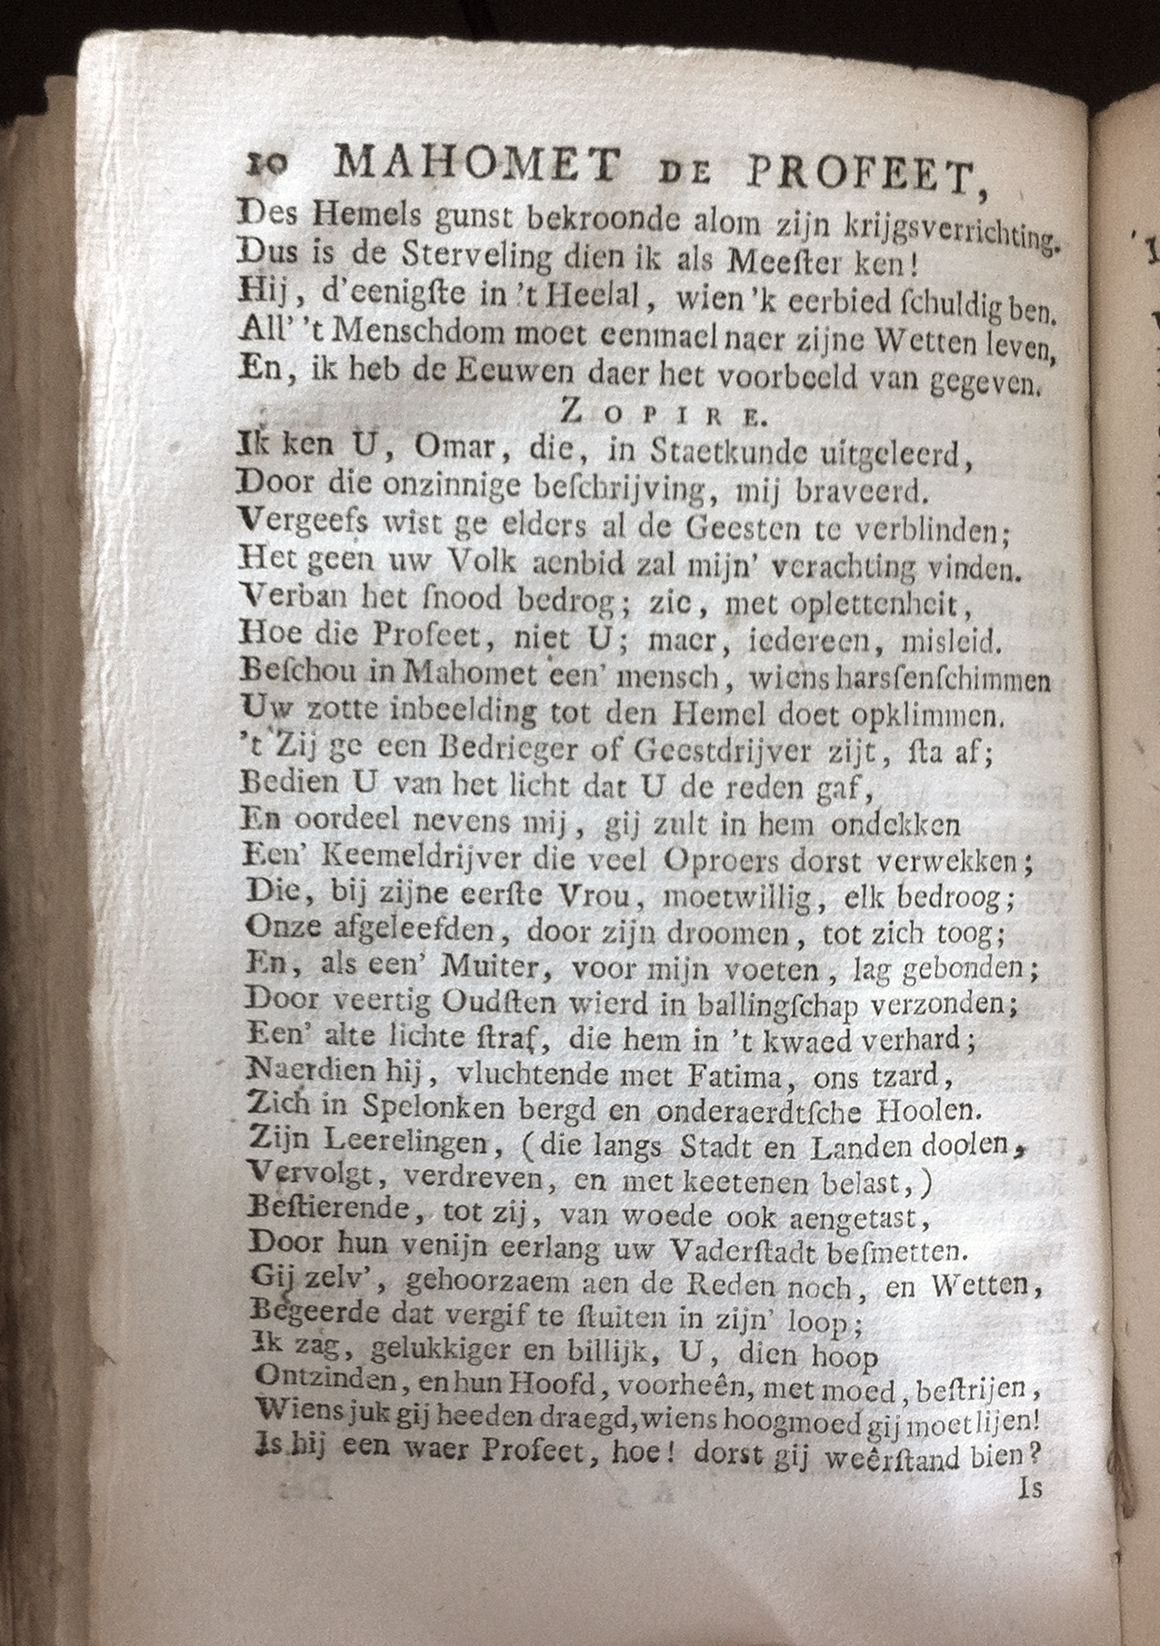 10 MAHOMET DE PROFEET,
Des Hemels gunst bekroonde alom zijn krijgsverrichting.
Dus is de Sterveling dien ik als Meeſter ken!
Hij, d'eenigſte in 't Heelal, wien 'k eerbied ſchuldig ben.
All' 't Menschdom moet eenmael naer zijne Wetten leven,
En, ik heb de Eeuwen daer het voorbeeld van gegeven.
ZOPIRE.
Ik ken U, Omar, die, in Staetkunde uitgeleerd,
Door die onzinnige beſchrijving, mij braveerd.
Vergeefs wist ge elders al de Geesten te verblinden;
Het geen uw Volk aenbid zal mijn' verachting vinden.
Verban het ſnood bedrog; zie, met oplettenheit,
Hoe die Profeet, niet U; maer, iedereen, misleid.
Beſchou in Mahomet een' mensch, wiens harsſenſchimmen
Uw zotte inbeelding tot den Hemel doet opklimmen.
't Zij ge een Bedrieger of Geestdrijver zijt, ſta af;
Bedien U van het licht dat U de reden gaf,
En oordeel nevens mij, gij zult in hem ondekken
Een' Keemeldrijver die veel Oproers dorst verwekken;
Die, bij zijne eerſte Vrou, moetwillig, elk bedroog;
Onze afgeleefden, door zijn droomen, tot zich toog;
En, als een' Muiter, voor mijn voeten, lag gebonden;
Door veertig Oudſten wierd in ballingſchap verzonden;
Een' alte lichte ſtraf, die hem in 't kwaed verhard;
Naerdien hij, vluchtende met Fatima, ons tzard,
Zich in Spelonken bergd en onderaerdtſche Hoolen.
Zijn Leerelingen, (die langs Stadt en Landen doolen,
Vervolgt, verdreven, en met keetenen belast,)
Beſtierende, tot zij, van woede ook aengetast,
Door hun venijn eerlang uw Vaderſtadt beſmetten.
Gij zelv', gehoorzaem aen de Reden noch, en Wetten,
Begeerde dat vergif te ſtuiten in zijn' loop;
Ik zag, gelukkiger en billijk, U, dien hoop
Ontzinden, en hun Hoofd, voorheên, met moed, beſtrijen,
Wiens juk gij heeden draegd, wiens hoogmoed gij moet lijen!
Is hij een waer Profeet, hoe! dorst gij weêrſtand bien?
Is